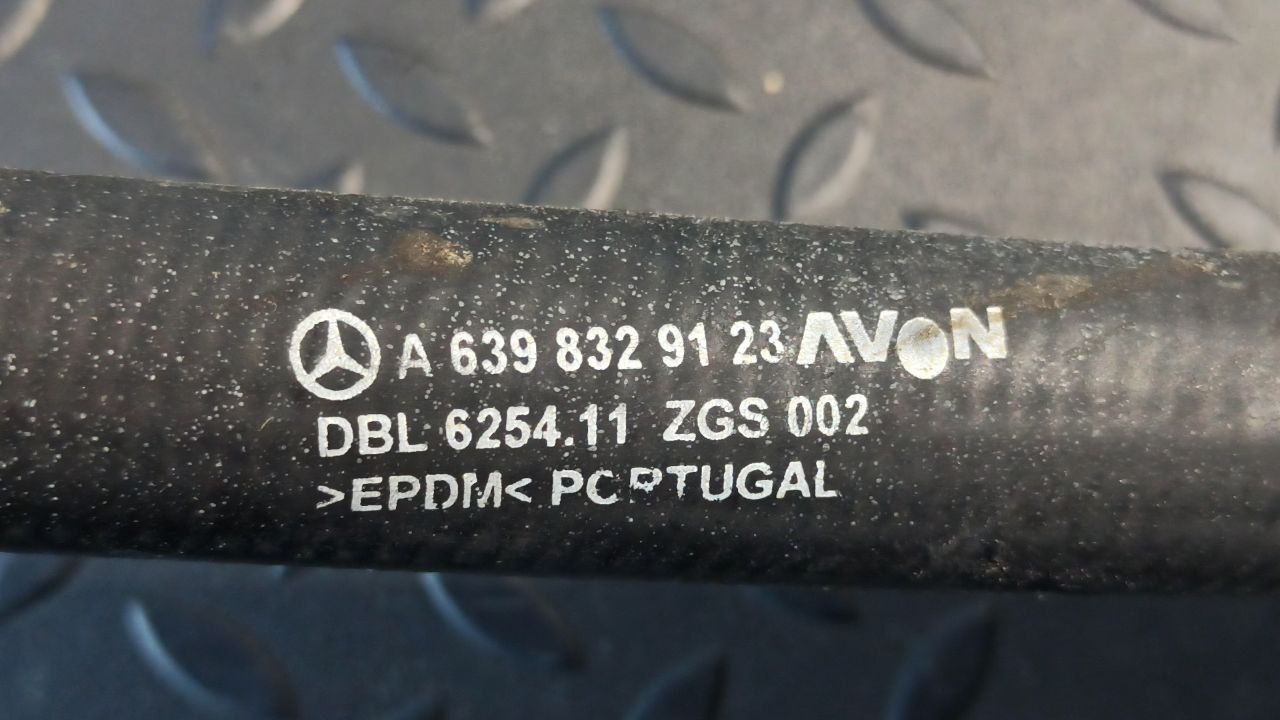 A 639 832 91 23 AVON
DBL 6254.11 ZGS 002
>EPDM< PORTUGAL